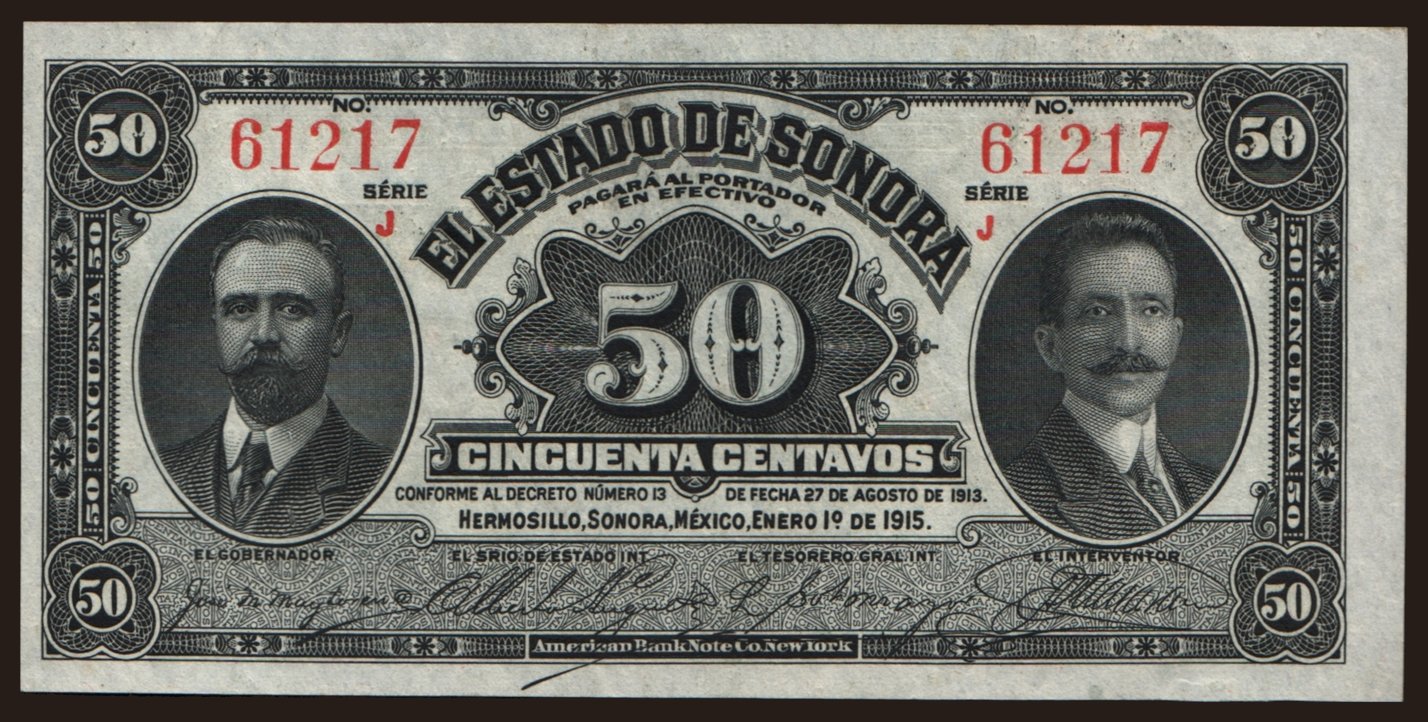 50
NO.
61217
SÉRIE
J
EL ESTADO DE SONORA
PAGARÁ AL PORTADOR
EN EFECTIVO
NO.
61217
SÉRIE
J
50
50 CINCUENTA 50
50
50 CINCUENTA 50
CINCUENTA CENTAVOS
CONFORME AL DECRETO NÚMERO 13 DE FECHA 27 DE AGOSTO DE 1913.
HERMOSILLO, SONORA, MÉXICO, ENERO 1º DE 1915.
EL GOBERNADOR
EL SRIO. DE ESTADO INT.
EL TESORERO GRAL. INT.
EL INTERVENTOR
50
50
American Bank Note Co. New York